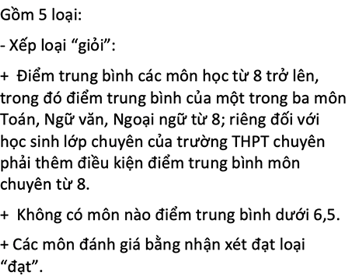 Gồm 5 loại:
- Xếp loại “giỏi”:
+ Điểm trung bình các môn học từ 8 trở lên,
trong đó điểm trung bình của một trong ba môn
Toán, Ngữ văn, Ngoại ngữ từ 8; riêng đối với
học sinh lớp chuyên của trường THPT chuyên
phải thêm điều kiện điểm trung bình môn
chuyên từ 8.
+ Không có môn nào điểm trung bình dưới 6,5.
+ Các môn đánh giá bằng nhận xét đạt loại
“đạt”.